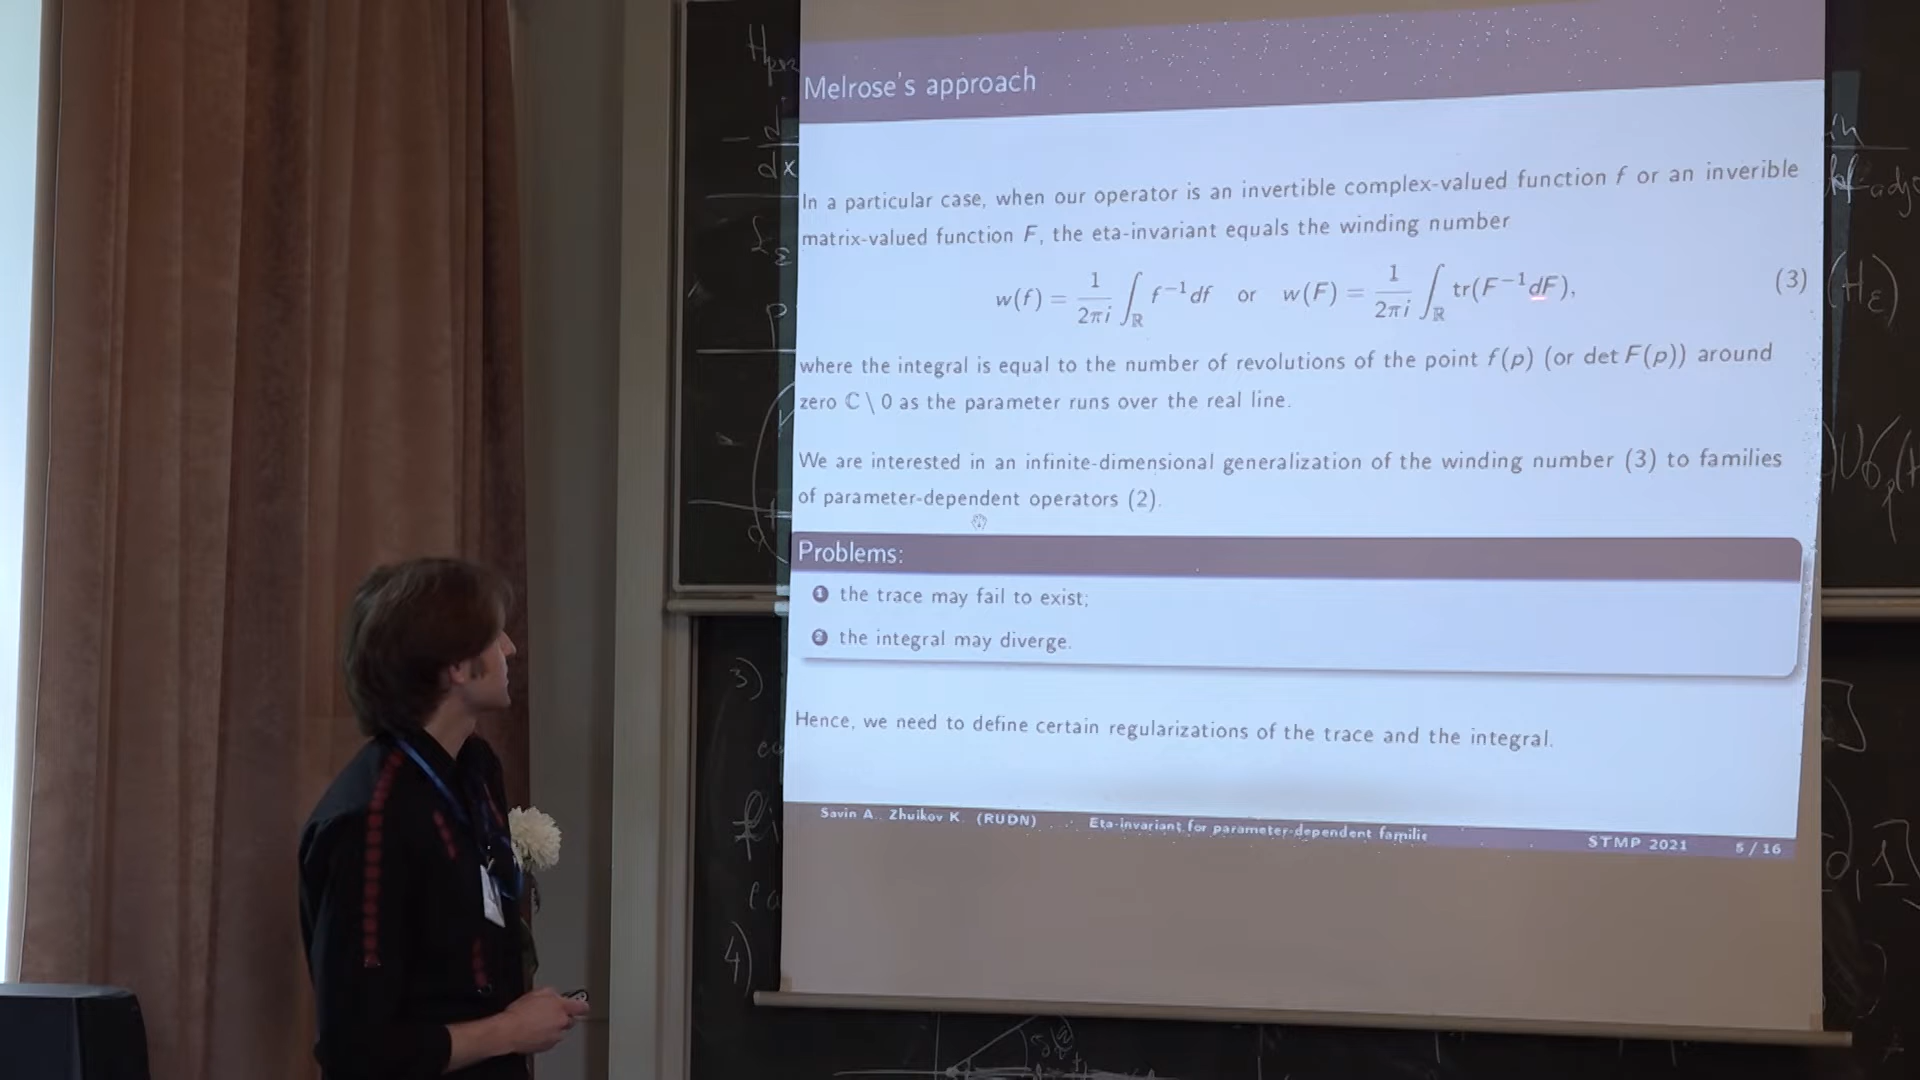 Melrose's approach
In a particular case, when our operator is an invertible complex-valued function f or an inverible
matrix-valued function F, the eta-invariant equals the winding number
w(f) = 1/2πi ∫_ℝ f⁻¹df or w(F) = 1/2πi ∫_ℝ tr(F⁻¹dF), (3)
where the integral is equal to the number of revolutions of the point f(p) (or det F(p)) around
zero ℂ \ 0 as the parameter runs over the real line.
We are interested in an infinite-dimensional generalization of the winding number (3) to families
of parameter-dependent operators (2).
Problems:
1 the trace may fail to exist;
2 the integral may diverge.
Hence, we need to define certain regularizations of the trace and the integral.
Savin A., Zhuikov K. (RUDN) Eta-invariant for parameter-dependent familie STMP 2021 5 / 16
dx
(H_ε)
3)
4)